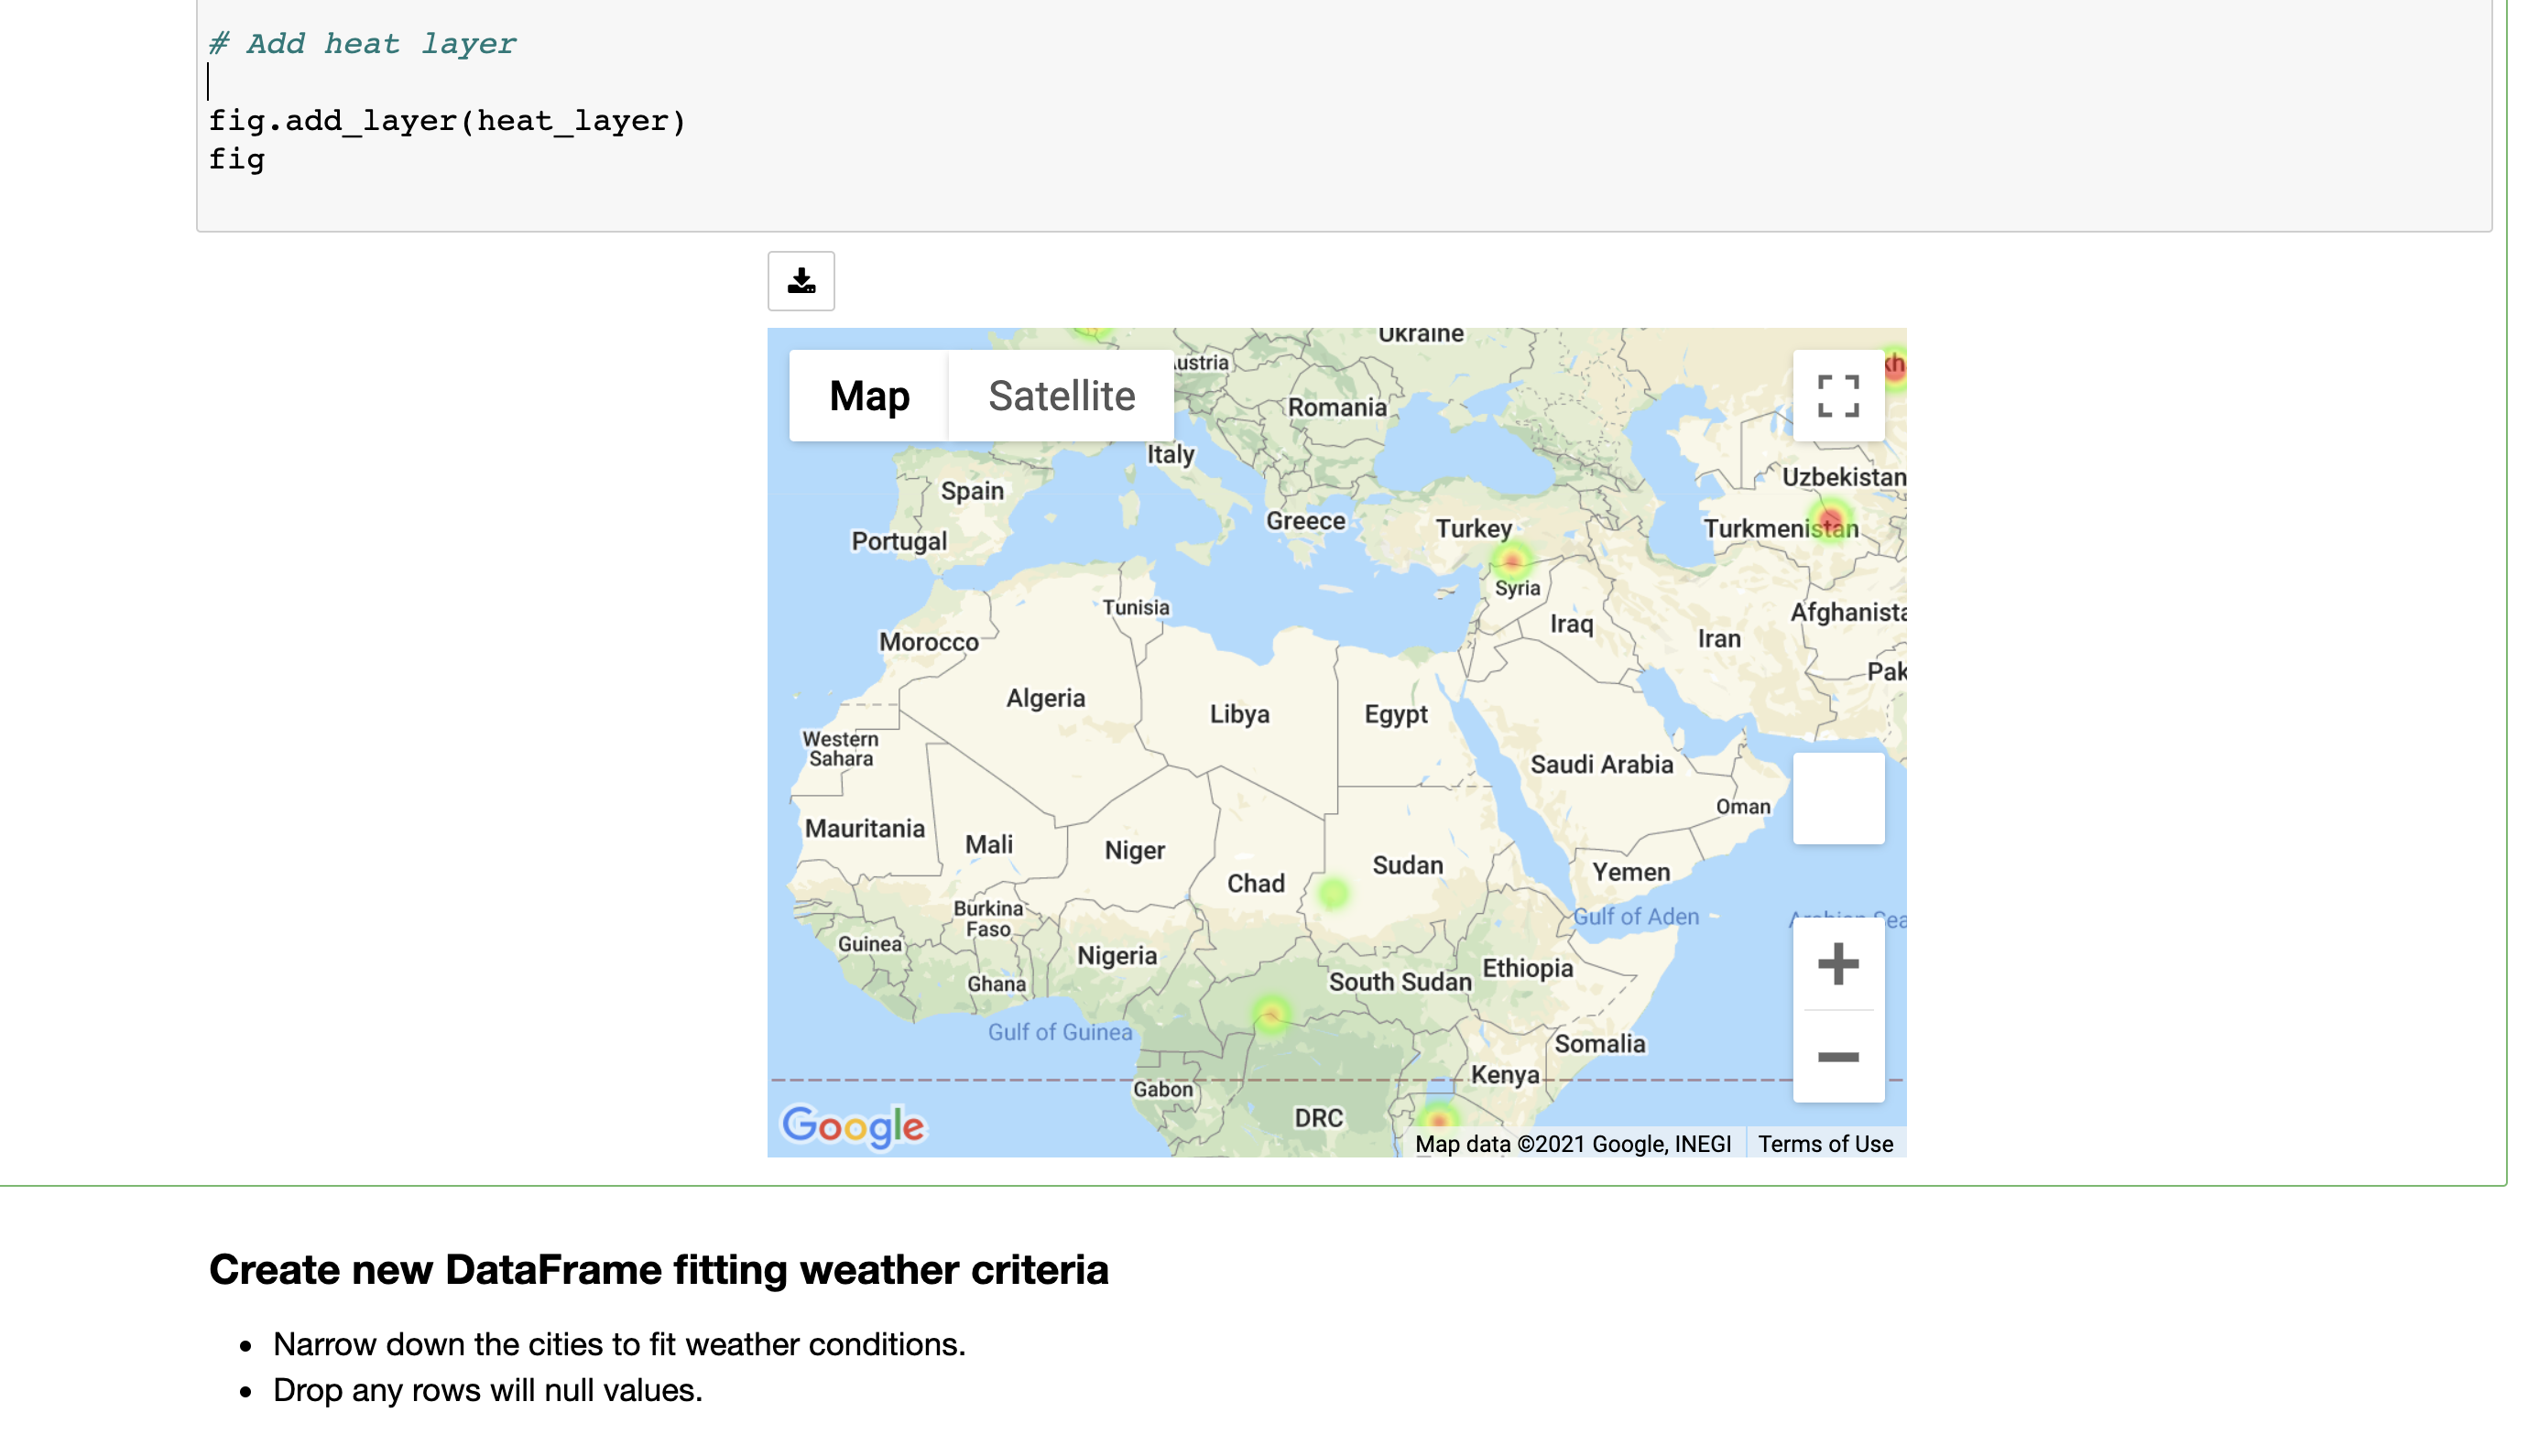 # Add heat layer
fig.add_layer(heat_layer)
fig
Ukraine
ustria
kh
Map
Satellite
Romania
Italy
Uzbekistan
Spain
Greece
Turkey
Turkmenistan
Portugal
Syria
Tunisia
Afghanista
Iraq
Iran
Morocco
Pak
Algeria
Libya
Egypt
Western
Sahara
Saudi Arabia
Oman
Mauritania
Mali
Niger
Sudan
Yemen
Chad
Burkina
Faso
Gulf of Aden
Arabian Sea
Guinea
Nigeria
Ethiopia
South Sudan
Ghana
Gulf of Guinea
Somalia
Kenya
Gabon
DRC
Google
Map data ©2021 Google, INEGI
Terms of Use
Create new DataFrame fitting weather criteria
• Narrow down the cities to fit weather conditions.
• Drop any rows will null values.